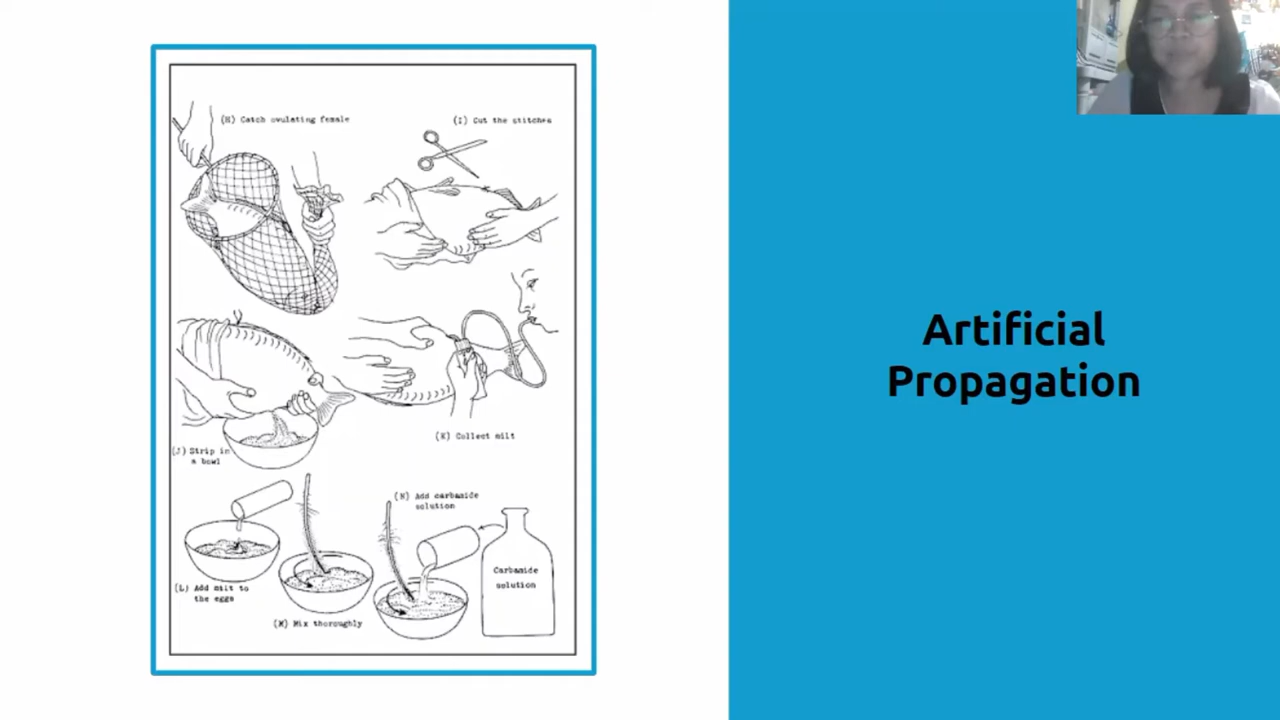 (H) Catch ovulating female
(I) Cut the stitches
(J) Strip in
a bowl
(K) Collect milt
(L) Add milt to
the eggs
(M) Mix thoroughly
(N) Add carbamide
solution
Carbamide
solution
Artificial
Propagation